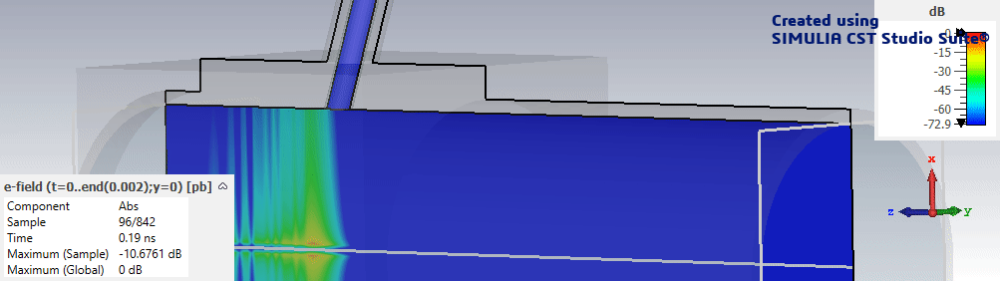 Created using
SIMULIA CST Studio Suite®
dB
0
-15
-30
-45
-60
-72.9
x
z
y
e-field (t=0..end(0.002);y=0) [pb]
Component Abs
Sample 96/842
Time 0.19 ns
Maximum (Sample) -10.6761 dB
Maximum (Global) 0 dB